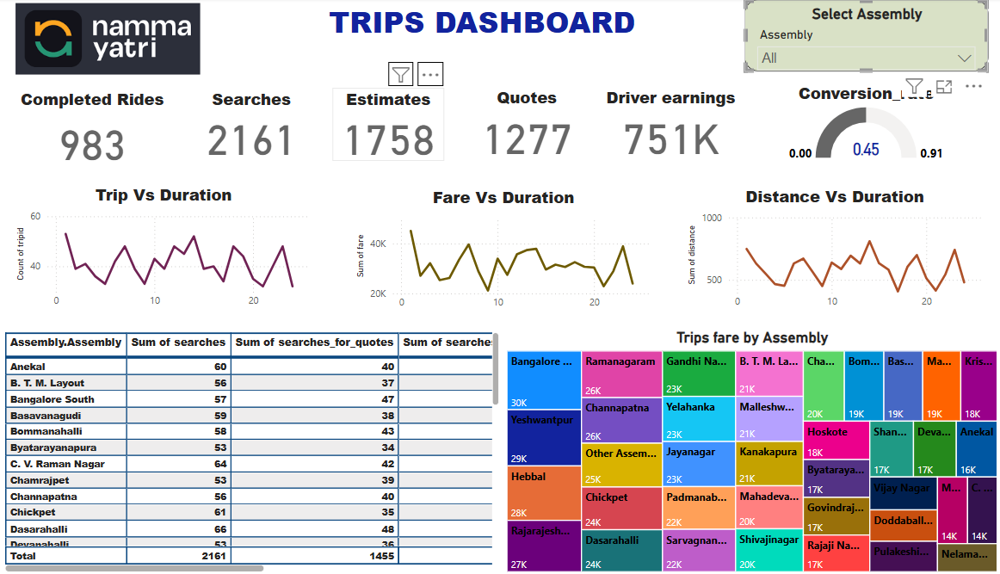 namma
yatri
TRIPS DASHBOARD
Select Assembly
Assembly
All
Completed Rides
983
Searches
2161
Estimates
1758
Quotes
1277
Driver earnings
751K
Conversion_rate
0.00
0.45
0.91
Trip Vs Duration
Count of tripid
60
40
0 10 20
Fare Vs Duration
Sum of fare
40K
20K
0 10 20
Distance Vs Duration
Sum of distance
1000
500
0 10 20
Assembly.Assembly Sum of searches Sum of searches_for_quotes Sum of searches
Anekal 60 40
B. T. M. Layout 56 37
Bangalore South 57 47
Basavanagudi 59 38
Bommanahalli 58 43
Byatarayanapura 53 34
C. V. Raman Nagar 64 42
Chamrajpet 53 39
Channapatna 56 40
Chickpet 61 35
Dasarahalli 66 48
Devanahalli 53 36
Total 2161 1455
Trips fare by Assembly
Bangalore ...
30K
Yeshwantpur
29K
Hebbal
28K
Rajarajesh...
27K
Ramanagaram
26K
Channapatna
26K
Other Assem...
25K
Chickpet
24K
Dasarahalli
24K
Gandhi Na...
23K
Yelahanka
23K
Jayanagar
23K
Padmanab...
22K
Sarvagnan...
22K
B. T. M. La...
21K
Malleshw...
21K
Kanakapura
21K
Mahadeva...
20K
Shivajinagar
20K
Cha...
20K
Bom...
19K
Bas...
19K
Ma...
19K
Kris...
18K
Hoskote
18K
Byataraya...
17K
Govindraj...
17K
Rajaji Na...
17K
Shan...
17K
Deva...
17K
Anekal
16K
Vijay Nagar
Doddaball...
Pulakeshi...
M...
14K
C. ...
14K
Nelama...